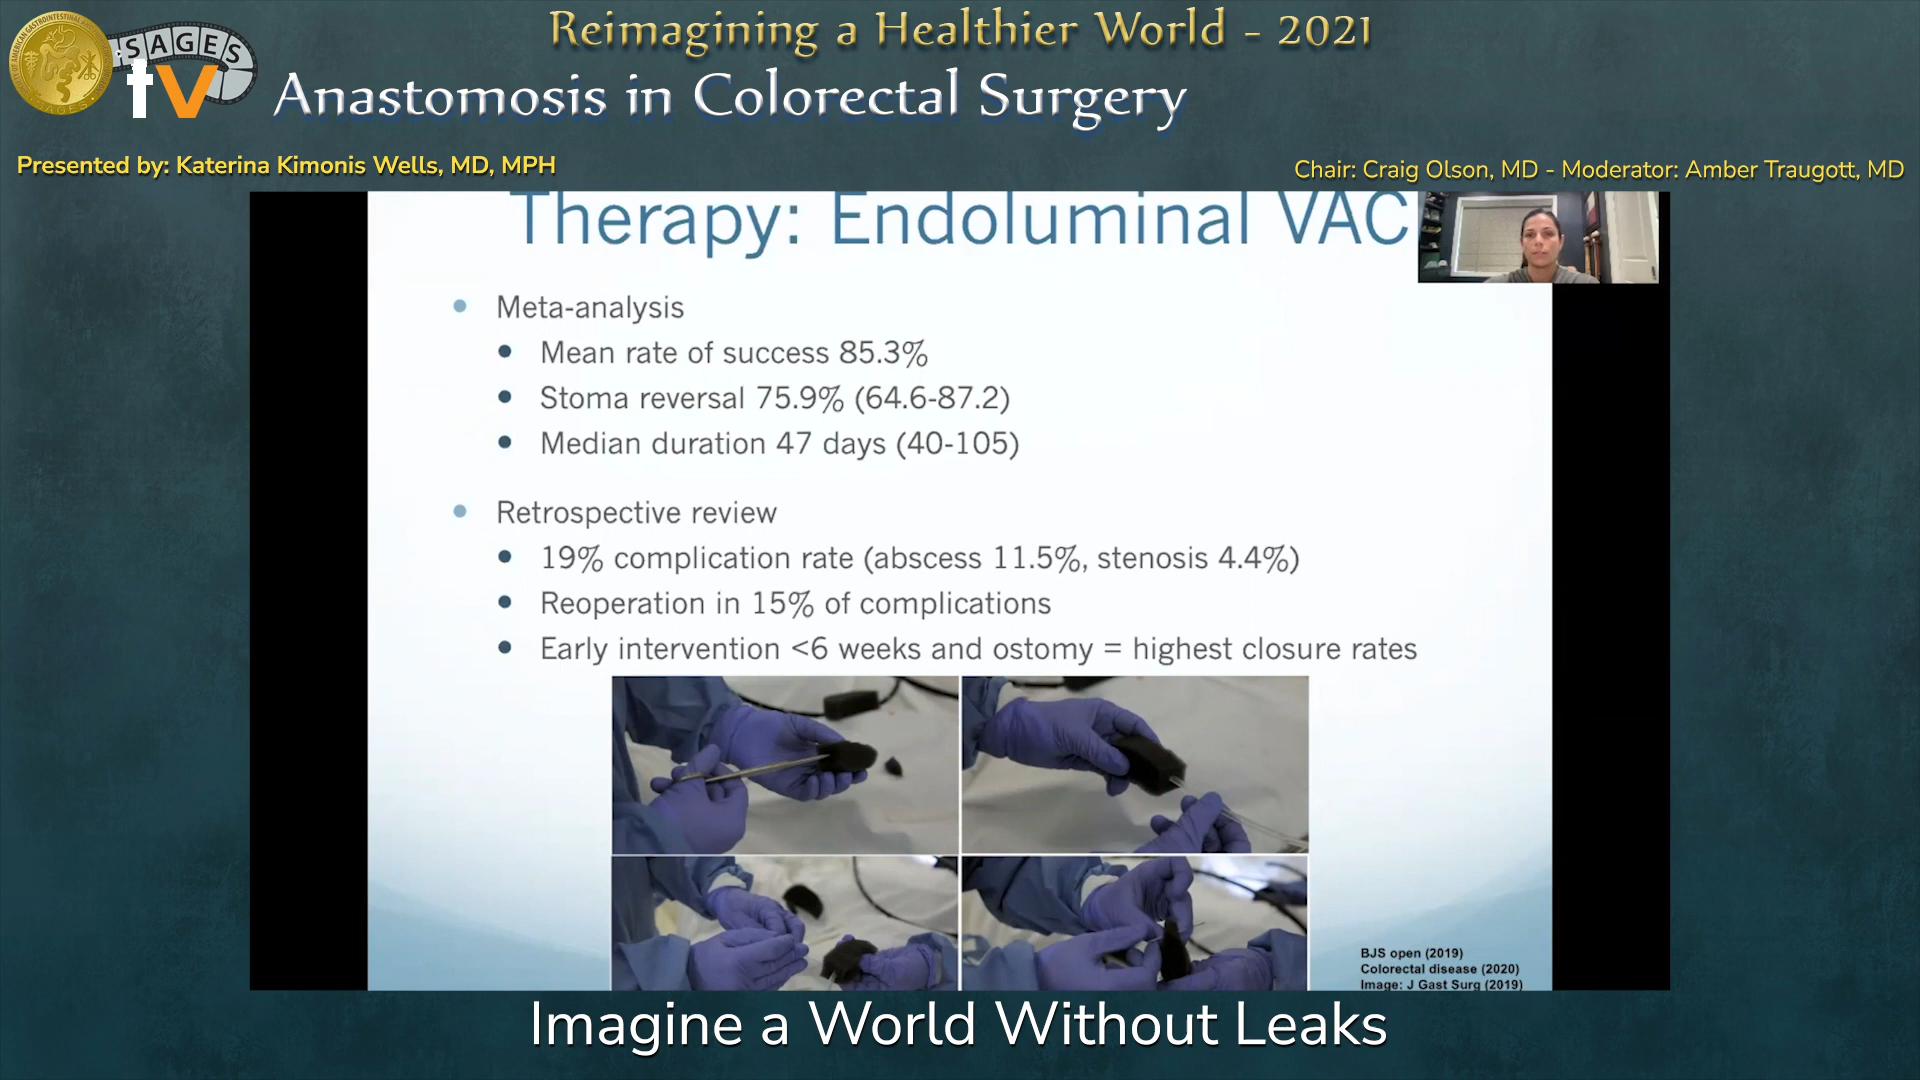 Reimagining a Healthier World - 2021
SAGES
tv
Anastomosis in Colorectal Surgery
Presented by: Katerina Kimonis Wells, MD, MPH
Chair: Craig Olson, MD - Moderator: Amber Traugott, MD
Therapy: Endoluminal VAC
• Meta-analysis
• Mean rate of success 85.3%
• Stoma reversal 75.9% (64.6-87.2)
• Median duration 47 days (40-105)
• Retrospective review
• 19% complication rate (abscess 11.5%, stenosis 4.4%)
• Reoperation in 15% of complications
• Early intervention <6 weeks and ostomy = highest closure rates
BJS open (2019)
Colorectal disease (2020)
Image: J Gast Surg (2019)
Imagine a World Without Leaks